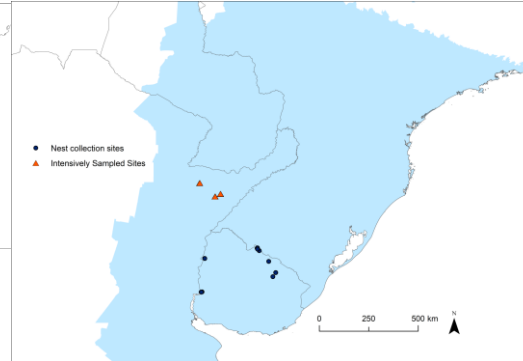 Nest collection sites
Intensively Sampled Sites
N
0 250 500 km